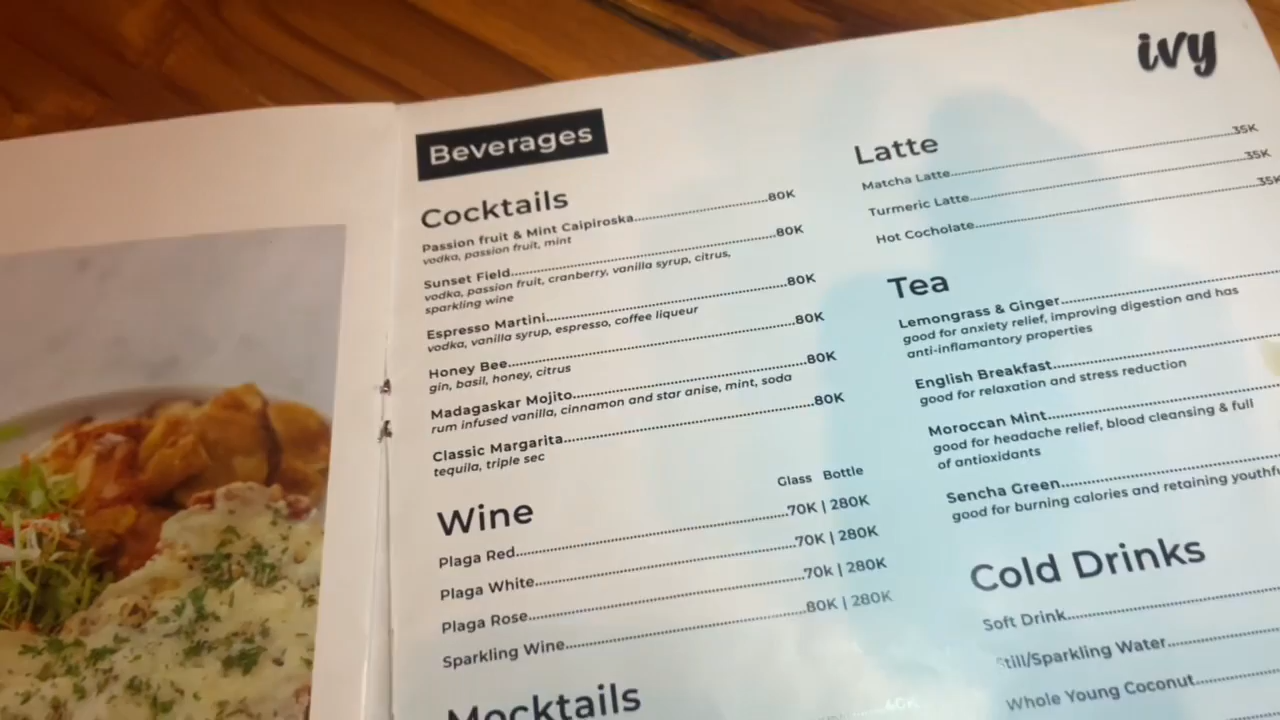 ivy
Beverages
Cocktails
Passion fruit & Mint Caipiroska....................80K
vodka, passion fruit, mint
Sunset Field....................80K
vodka, passion fruit, cranberry, vanilla syrup, citrus,
sparkling wine
Espresso Martini....................80K
vodka, vanilla syrup, espresso, coffee liqueur
Honey Bee....................80K
gin, basil, honey, citrus
Madagaskar Mojito....................80K
rum infused vanilla, cinnamon and star anise, mint, soda
Classic Margarita....................80K
tequila, triple sec
Glass Bottle
Wine
Plaga Red....................70K | 280K
Plaga White....................70K | 280K
Plaga Rose....................70k | 280K
Sparkling Wine....................80K | 280K
Mocktails
Latte
Matcha Latte....................35K
Turmeric Latte....................35K
Hot Cocholate....................35K
Tea
Lemongrass & Ginger....................
good for anxiety relief, improving digestion and has
anti-inflamantory properties
English Breakfast....................
good for relaxation and stress reduction
Moroccan Mint....................
good for headache relief, blood cleansing & full
of antioxidants
Sencha Green....................
good for burning calories and retaining
Cold Drinks
Soft Drink....................
Still/Sparkling Water....................
Whole Young Coconut....................